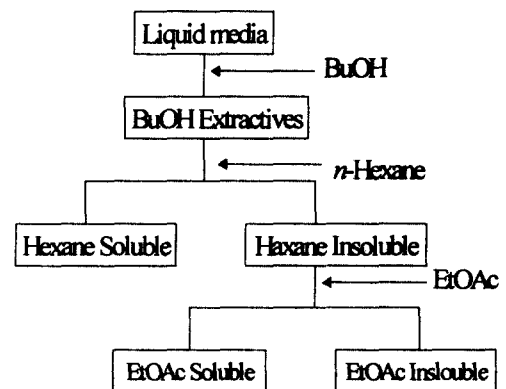 Liquid media
BuOH
BuOH Extractives
n-Hexane
Hexane Soluble
Haxane Insoluble
EtOAc
EtOAc Soluble
EtOAc Inslouble